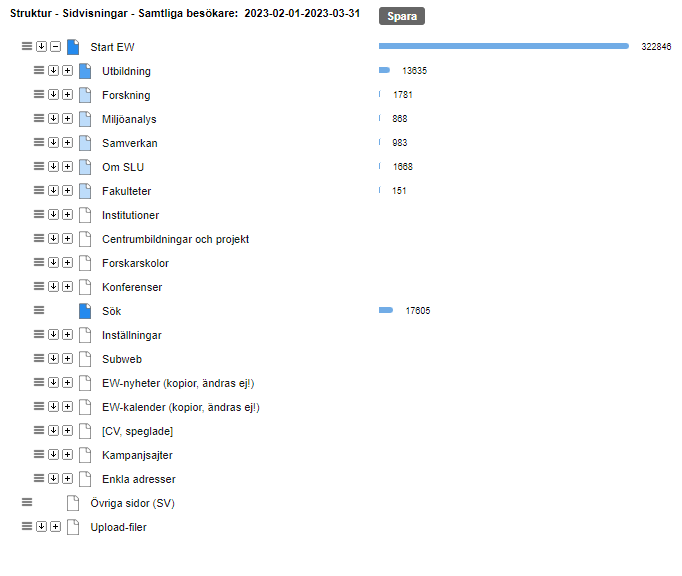 Struktur - Sidvisningar - Samtliga besökare: 2023-02-01-2023-03-31 Spara
Start EW 322846
Utbildning 13635
Forskning 1781
Miljöanalys 868
Samverkan 983
Om SLU 1668
Fakulteter 151
Institutioner
Centrumbildningar och projekt
Forskarskolor
Konferenser
Sök 17605
Inställningar
Subweb
EW-nyheter (kopior, ändras ej!)
EW-kalender (kopior, ändras ej!)
[CV, speglade]
Kampanjsajter
Enkla adresser
Övriga sidor (SV)
Upload-filer